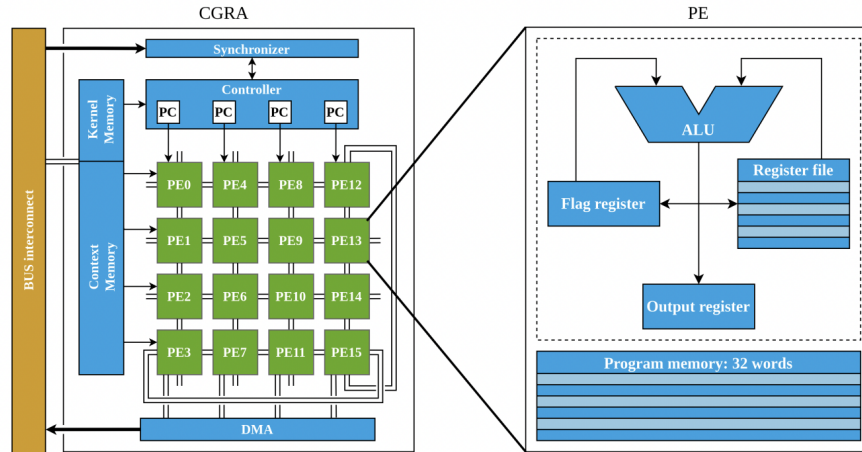 CGRA
PE
Synchronizer
Controller
PC PC PC PC
Kernel
Memory
BUS interconnect
Context
Memory
PE0 PE4 PE8 PE12
PE1 PE5 PE9 PE13
PE2 PE6 PE10 PE14
PE3 PE7 PE11 PE15
DMA
ALU
Register file
Flag register
Output register
Program memory: 32 words